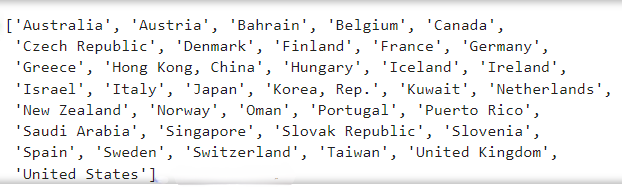 ['Australia', 'Austria', 'Bahrain', 'Belgium', 'Canada',
'Czech Republic', 'Denmark', 'Finland', 'France', 'Germany',
'Greece', 'Hong Kong, China', 'Hungary', 'Iceland', 'Ireland',
'Israel', 'Italy', 'Japan', 'Korea, Rep.', 'Kuwait', 'Netherlands',
'New Zealand', 'Norway', 'Oman', 'Portugal', 'Puerto Rico',
'Saudi Arabia', 'Singapore', 'Slovak Republic', 'Slovenia',
'Spain', 'Sweden', 'Switzerland', 'Taiwan', 'United Kingdom',
'United States']